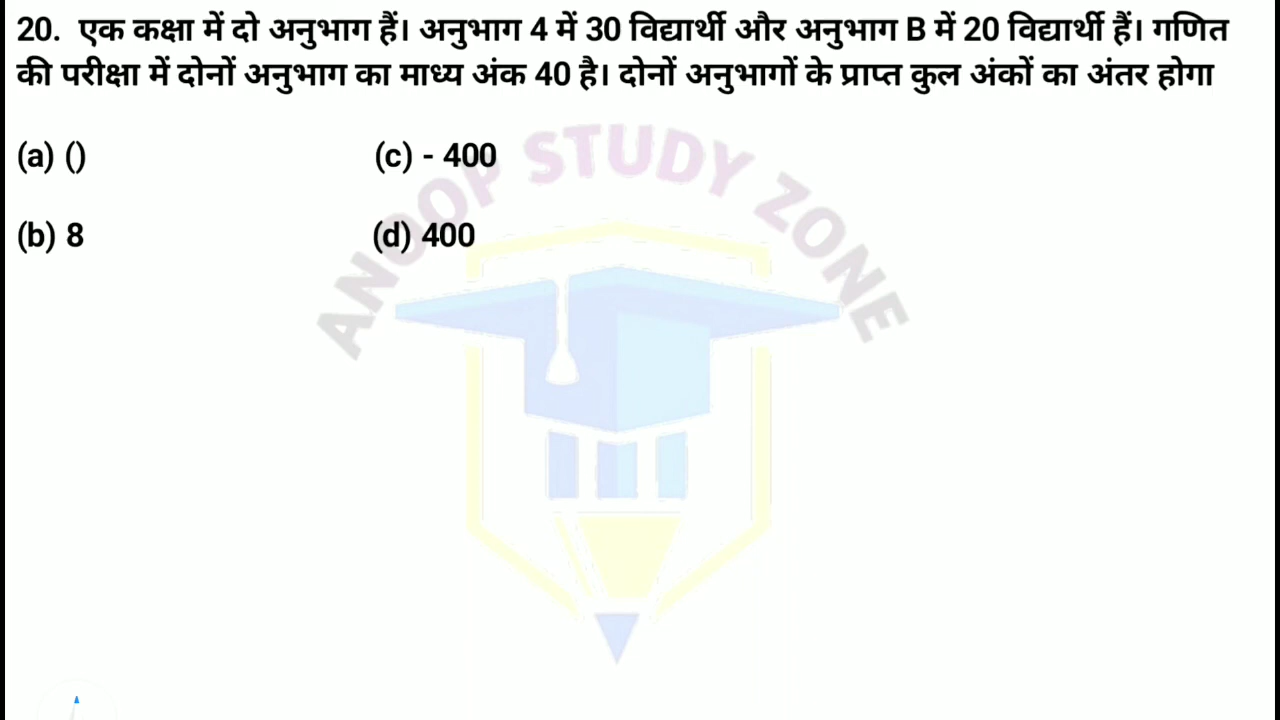 20. एक कक्षा में दो अनुभाग हैं। अनुभाग 4 में 30 विद्यार्थी और अनुभाग B में 20 विद्यार्थी हैं। गणित
की परीक्षा में दोनों अनुभाग का माध्य अंक 40 है। दोनों अनुभागों के प्राप्त कुल अंकों का अंतर होगा
(a) () (c) - 400
(b) 8 (d) 400
ANOOP STUDY ZONE